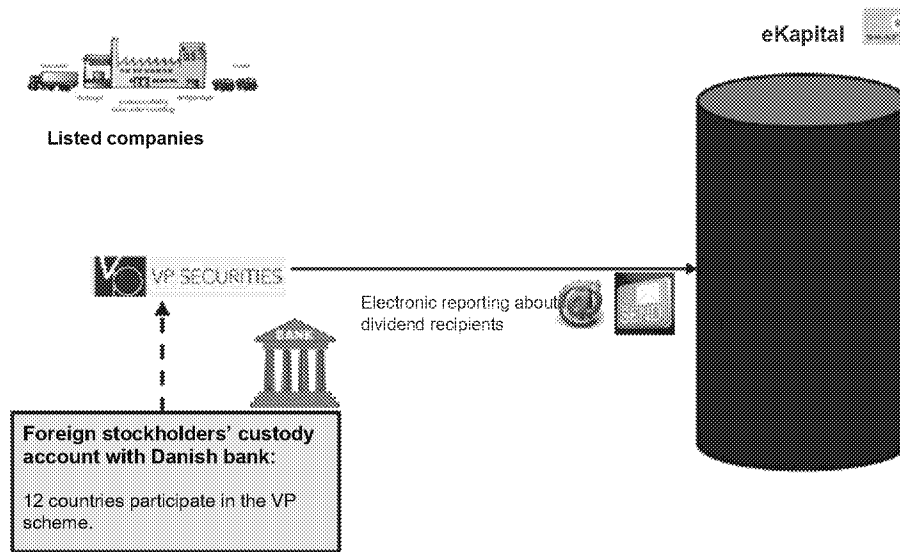 eKapital
Listed companies
VP SECURITIES
Electronic reporting about
dividend recipients
BANK
Foreign stockholders' custody
account with Danish bank:
12 countries participate in the VP
scheme.